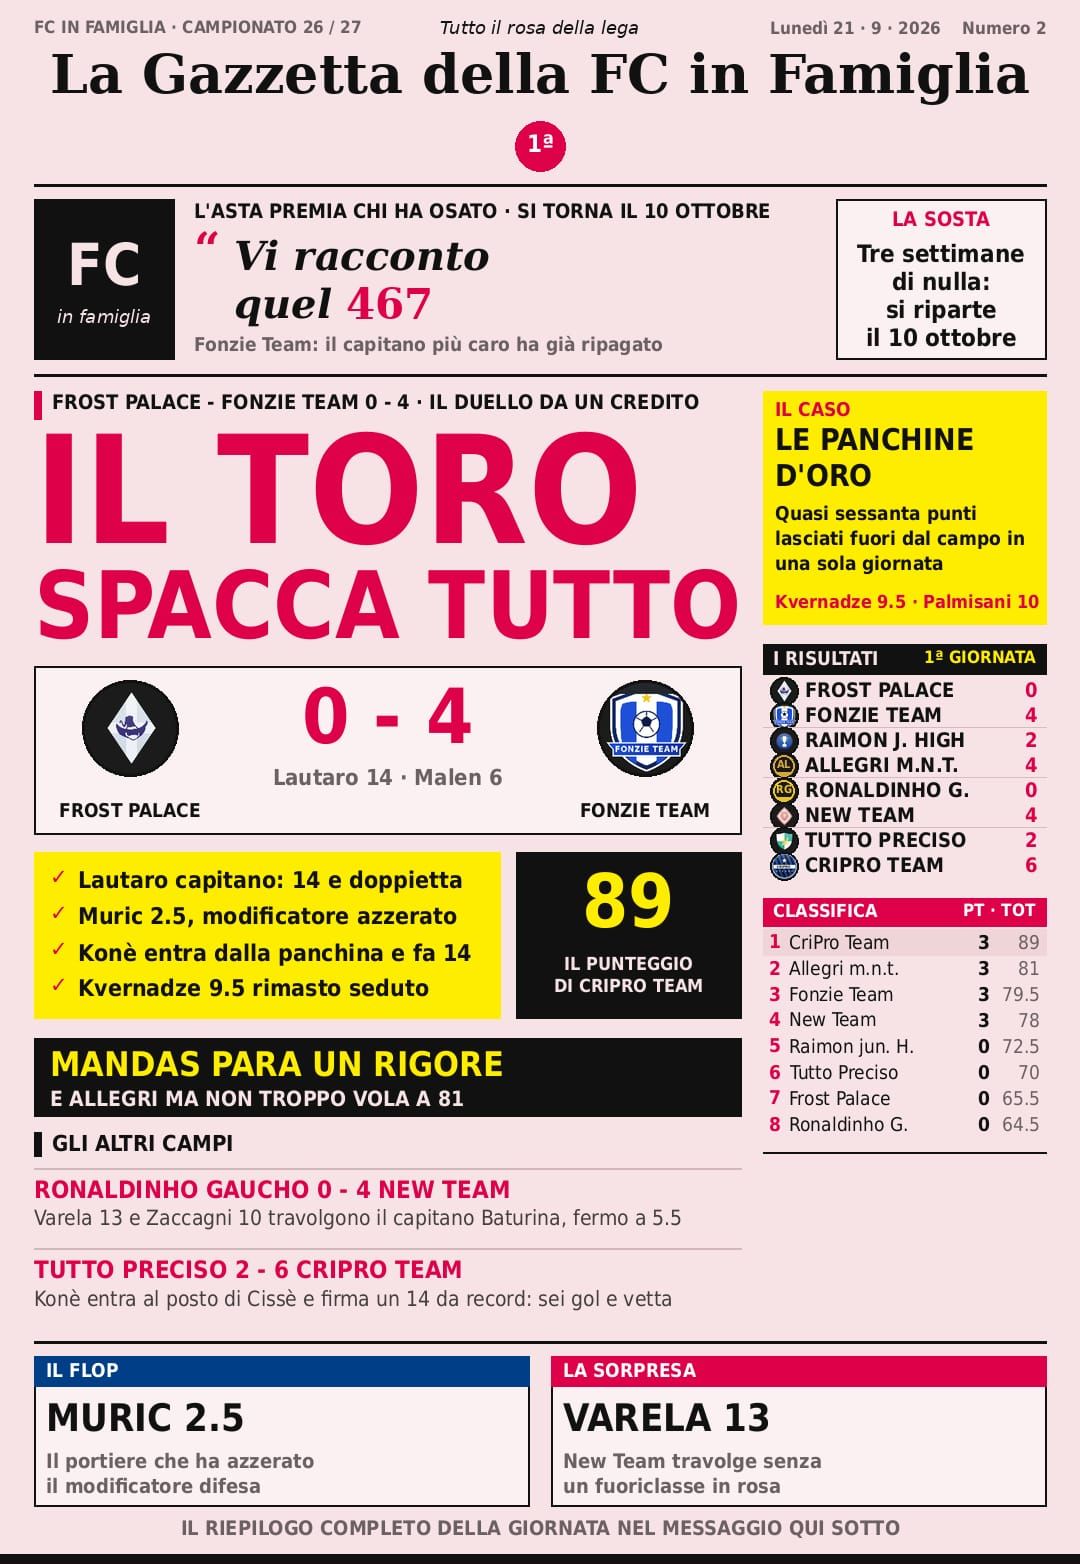 FC IN FAMIGLIA · CAMPIONATO 26 / 27
Tutto il rosa della lega
Lunedì 21 · 9 · 2026 Numero 2
La Gazzetta della FC in Famiglia
1ª
FC
in famiglia
L'ASTA PREMIA CHI HA OSATO · SI TORNA IL 10 OTTOBRE
“ Vi racconto
quel 467
Fonzie Team: il capitano più caro ha già ripagato
LA SOSTA
Tre settimane
di nulla:
si riparte
il 10 ottobre
FROST PALACE - FONZIE TEAM 0 - 4 · IL DUELLO DA UN CREDITO
IL TORO
SPACCA TUTTO
0 - 4
Lautaro 14 · Malen 6
FROST PALACE
FONZIE TEAM
FONZIE TEAM
✓ Lautaro capitano: 14 e doppietta
✓ Muric 2.5, modificatore azzerato
✓ Konè entra dalla panchina e fa 14
✓ Kvernadze 9.5 rimasto seduto
89
IL PUNTEGGIO
DI CRIPRO TEAM
MANDAS PARA UN RIGORE
E ALLEGRI MA NON TROPPO VOLA A 81
GLI ALTRI CAMPI
RONALDINHO GAUCHO 0 - 4 NEW TEAM
Varela 13 e Zaccagni 10 travolgono il capitano Baturina, fermo a 5.5
TUTTO PRECISO 2 - 6 CRIPRO TEAM
Konè entra al posto di Cissè e firma un 14 da record: sei gol e vetta
IL CASO
LE PANCHINE
D'ORO
Quasi sessanta punti
lasciati fuori dal campo in
una sola giornata
Kvernadze 9.5 · Palmisani 10
I RISULTATI 1ª GIORNATA
FROST PALACE 0
FONZIE TEAM 4
RAIMON J. HIGH 2
AL ALLEGRI M.N.T. 4
RG RONALDINHO G. 0
NEW TEAM 4
TUTTO PRECISO 2
CRIPRO TEAM 6
CLASSIFICA PT · TOT
1 CriPro Team 3 89
2 Allegri m.n.t. 3 81
3 Fonzie Team 3 79.5
4 New Team 3 78
5 Raimon jun. H. 0 72.5
6 Tutto Preciso 0 70
7 Frost Palace 0 65.5
8 Ronaldinho G. 0 64.5
IL FLOP
MURIC 2.5
Il portiere che ha azzerato
il modificatore difesa
LA SORPRESA
VARELA 13
New Team travolge senza
un fuoriclasse in rosa
IL RIEPILOGO COMPLETO DELLA GIORNATA NEL MESSAGGIO QUI SOTTO